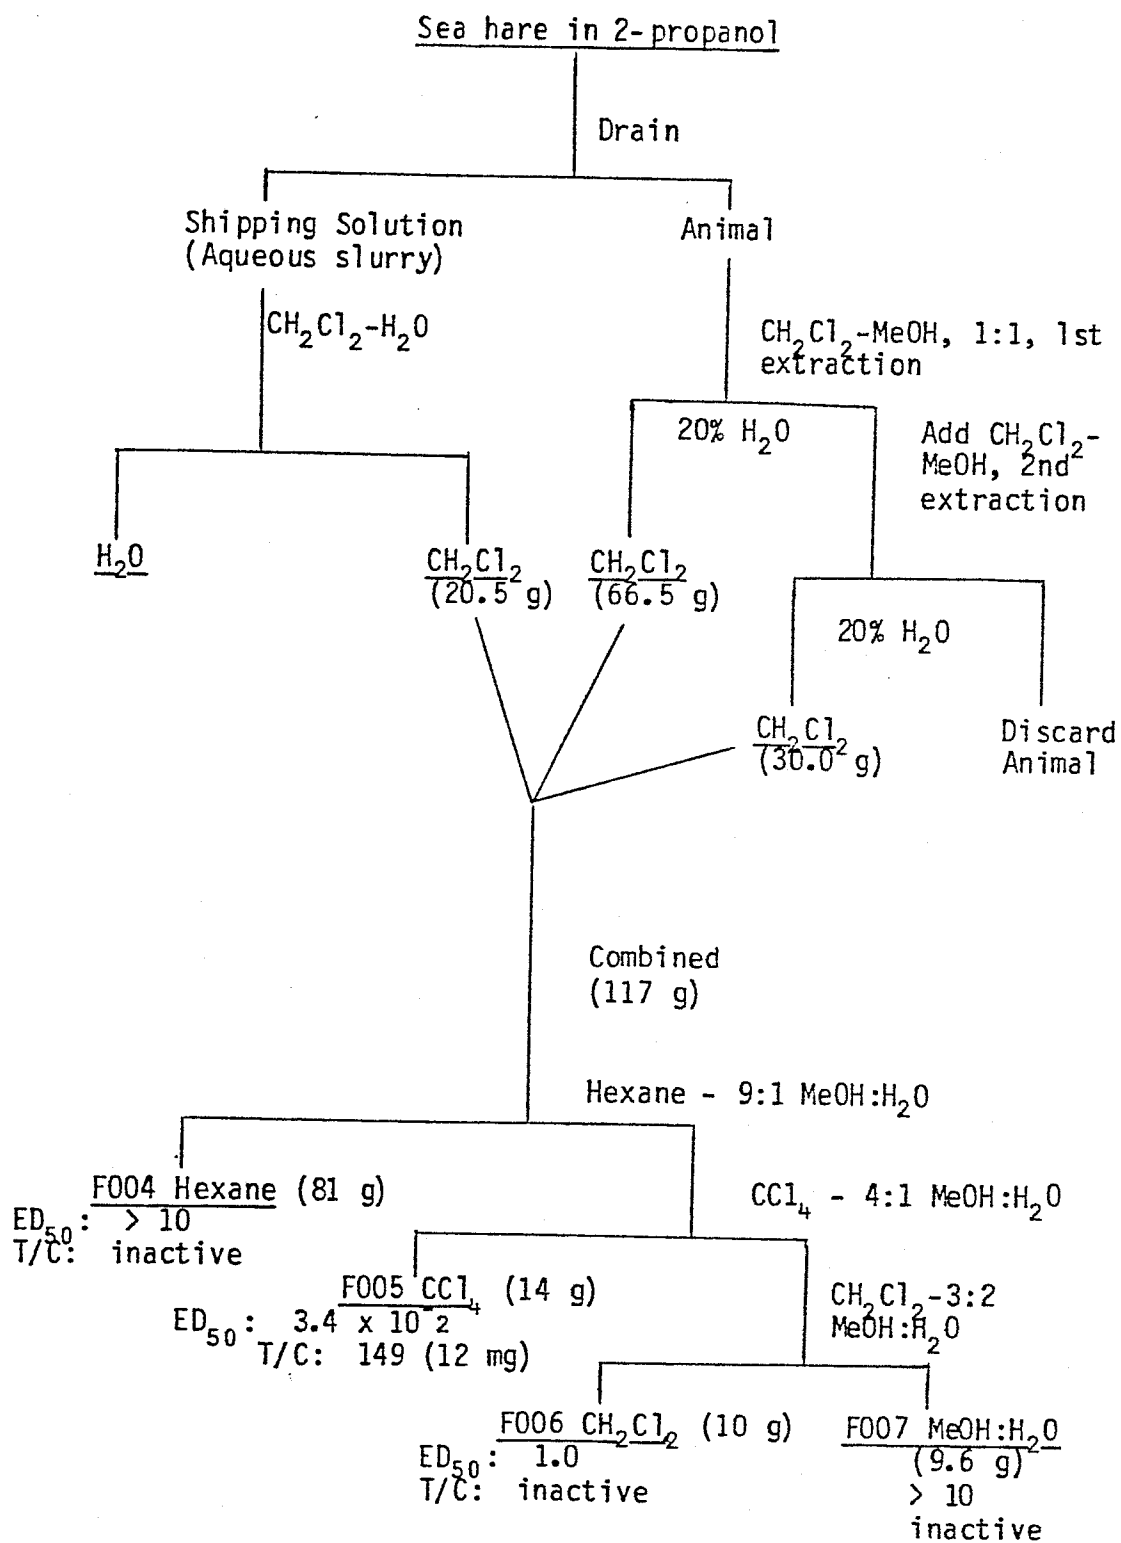 Sea hare in 2-propanol
Drain
Shipping Solution
(Aqueous slurry)
Animal
CH2Cl2-H2O
CH2Cl2-MeOH, 1:1, 1st
extraction
20% H2O
Add CH2Cl2-
MeOH, 2nd
extraction
H2O
CH2Cl2
(20.5 g)
CH2Cl2
(66.5 g)
20% H2O
CH2Cl2
(30.0 g)
Discard
Animal
Combined
(117 g)
Hexane - 9:1 MeOH:H2O
F004 Hexane (81 g)
ED50: > 10
T/C: inactive
CCl4 - 4:1 MeOH:H2O
F005 CCl4 (14 g)
ED50: 3.4 x 10-2
T/C: 149 (12 mg)
CH2Cl2-3:2
MeOH:H2O
F006 CH2Cl2 (10 g)
ED50: 1.0
T/C: inactive
F007 MeOH:H2O
(9.6 g)
> 10
inactive